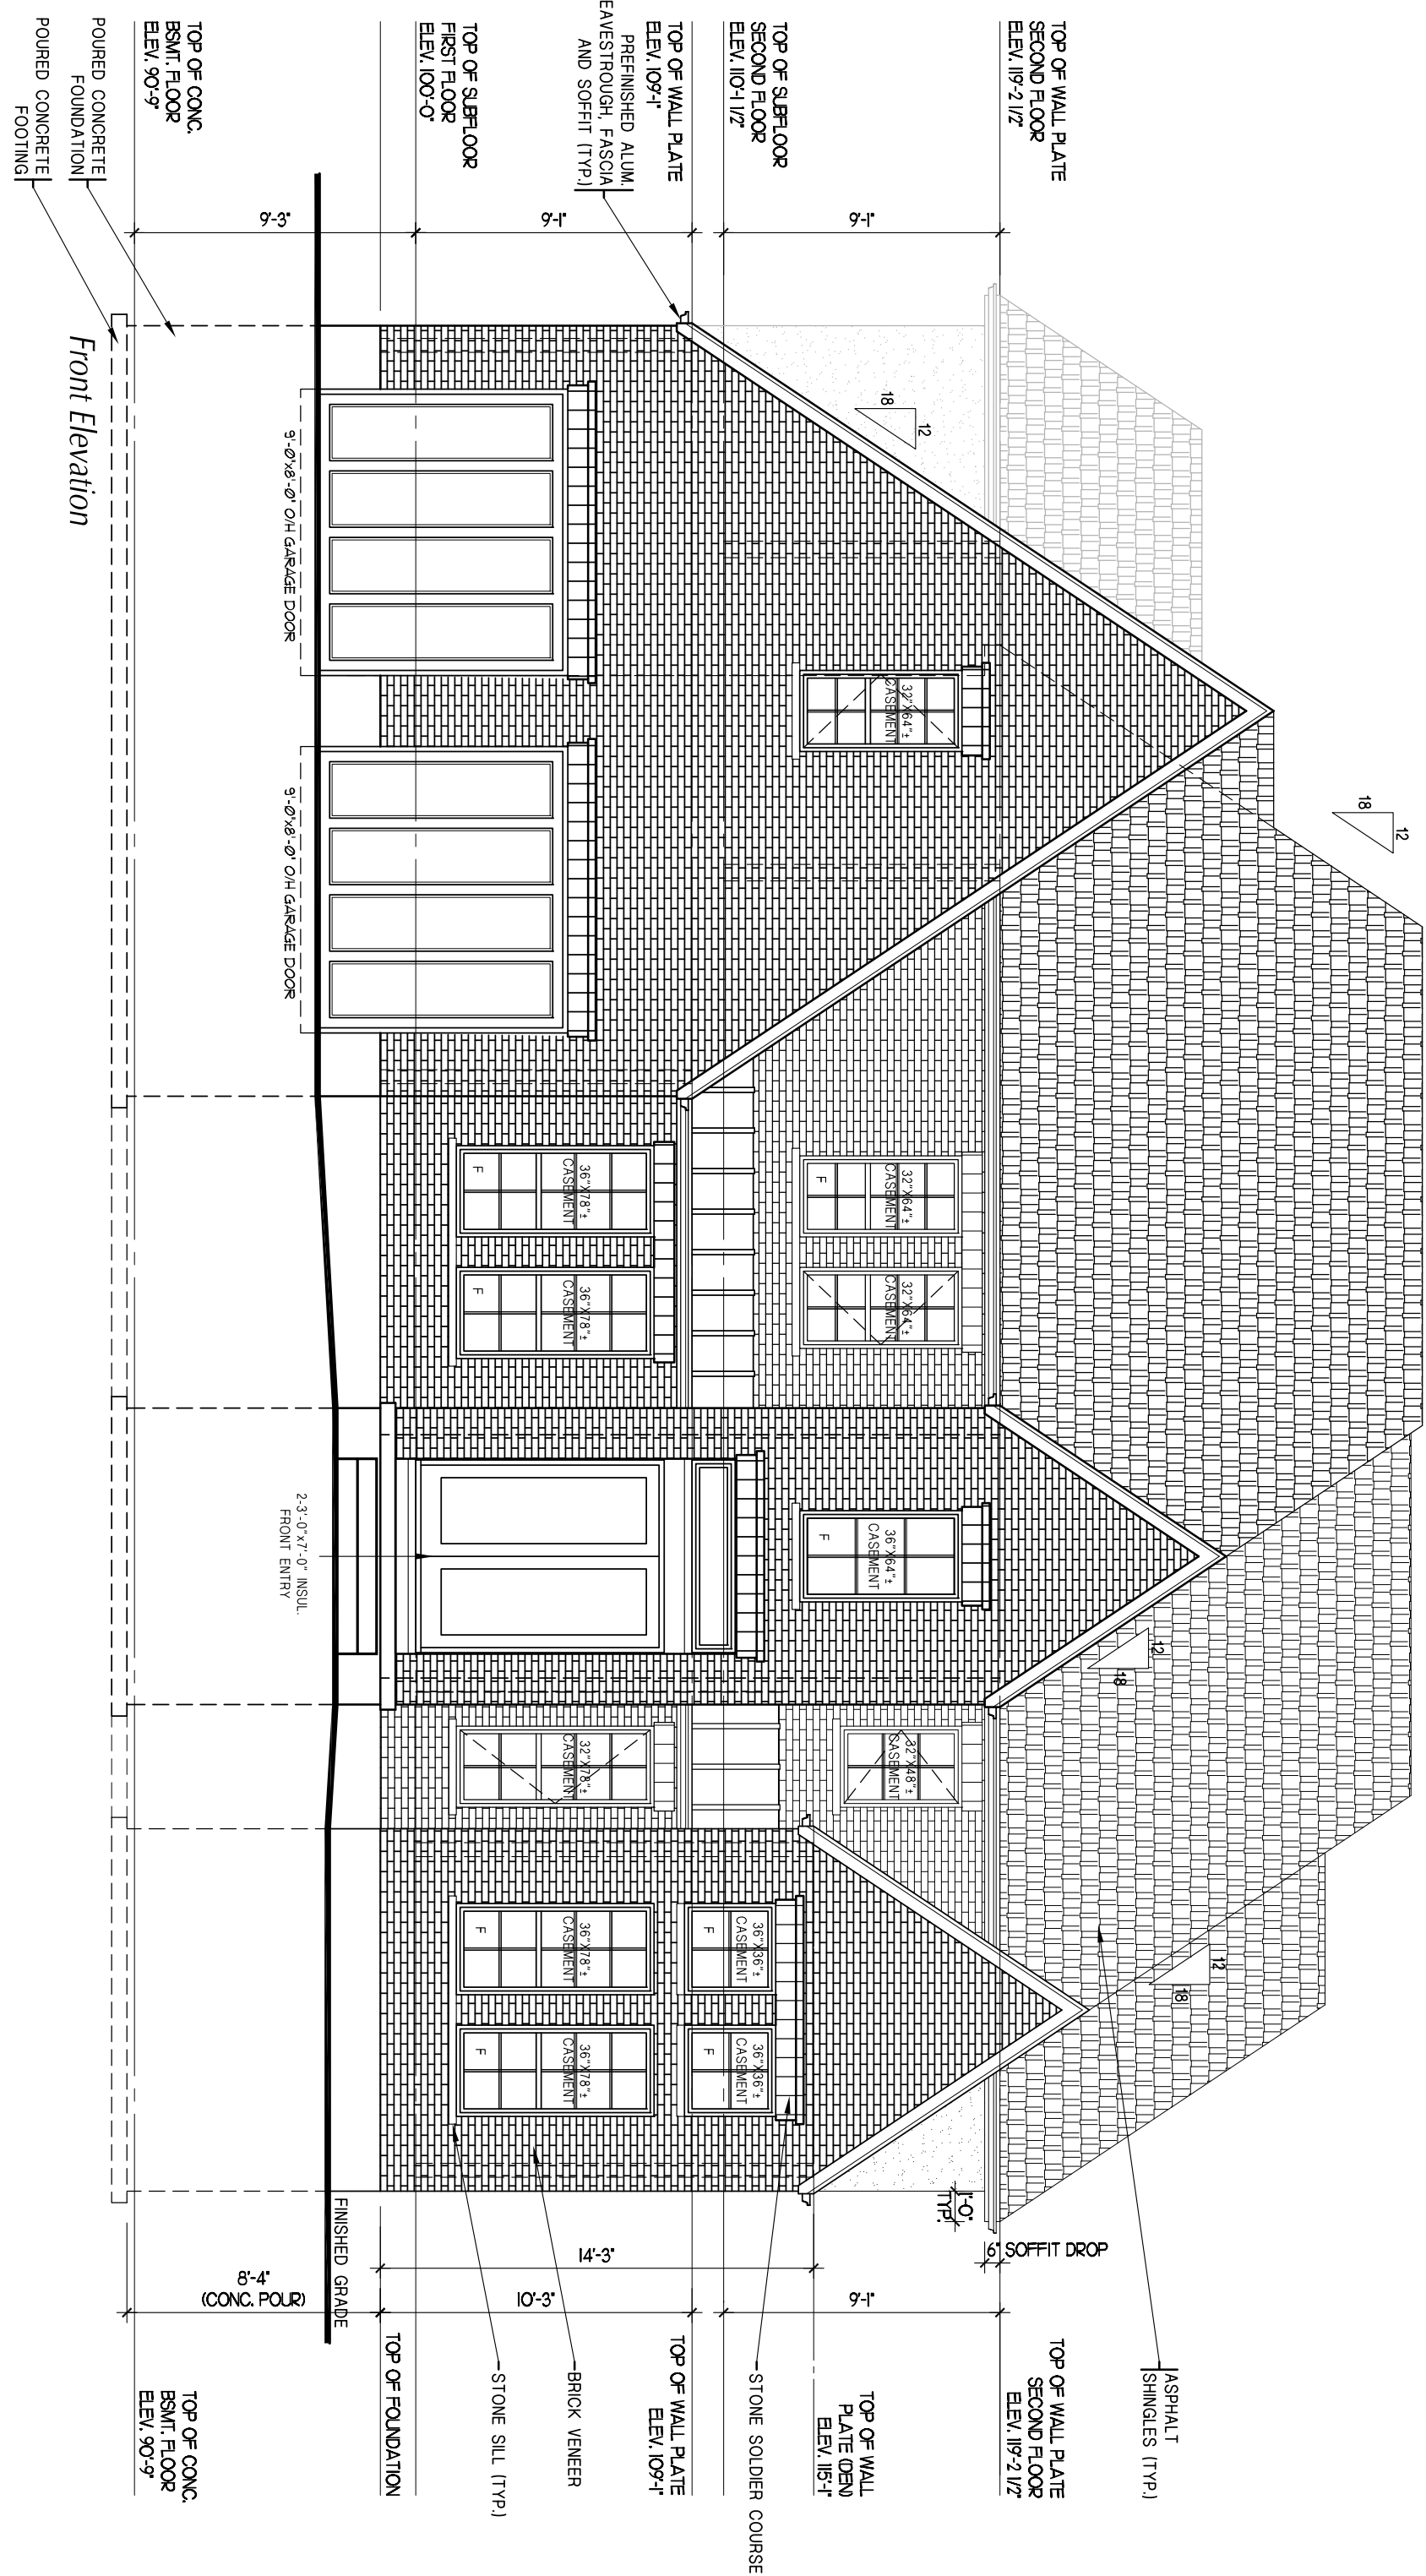 TOP OF WALL PLATE
SECOND FLOOR
ELEV. 119'-2 1/2"
TOP OF SUBFLOOR
SECOND FLOOR
ELEV. 110'-1 1/2"
TOP OF WALL PLATE
ELEV. 109'-1"
PREFINISHED ALUM.
EAVESTROUGH, FASCIA
AND SOFFIT (TYP.)
TOP OF SUBFLOOR
FIRST FLOOR
ELEV. 100'-0"
TOP OF CONC.
BSMT. FLOOR
ELEV. 90'-9"
POURED CONCRETE
FOUNDATION
POURED CONCRETE
FOOTING
9'-1"
9'-1"
9'-3"
18
12
18
12
12
18
12
18
32"X64"±
CASEMENT
32"X64"±
CASEMENT
F
32"X64"±
CASEMENT
36"X64"±
CASEMENT
F
32"X48"±
CASEMENT
36"X78"±
CASEMENT
F
36"X78"±
CASEMENT
F
32"X78"±
CASEMENT
36"X36"±
CASEMENT
F
36"X36"±
CASEMENT
F
36"X78"±
CASEMENT
F
36"X78"±
CASEMENT
F
9'-0"x8'-0" O/H GARAGE DOOR
9'-0"x8'-0" O/H GARAGE DOOR
2-3'-0"x7'-0" INSUL.
FRONT ENTRY
FINISHED GRADE
1'-0"
TYP.
6" SOFFIT DROP
14'-3"
9'-1"
10'-3"
8'-4"
(CONC. POUR)
ASPHALT
SHINGLES (TYP.)
TOP OF WALL PLATE
SECOND FLOOR
ELEV. 119'-2 1/2"
TOP OF WALL
PLATE (DEN)
ELEV. 115'-1"
STONE SOLDIER COURSE
TOP OF WALL PLATE
ELEV. 109'-1"
BRICK VENEER
STONE SILL (TYP.)
TOP OF FOUNDATION
TOP OF CONC.
BSMT. FLOOR
ELEV. 90'-9"
Front Elevation